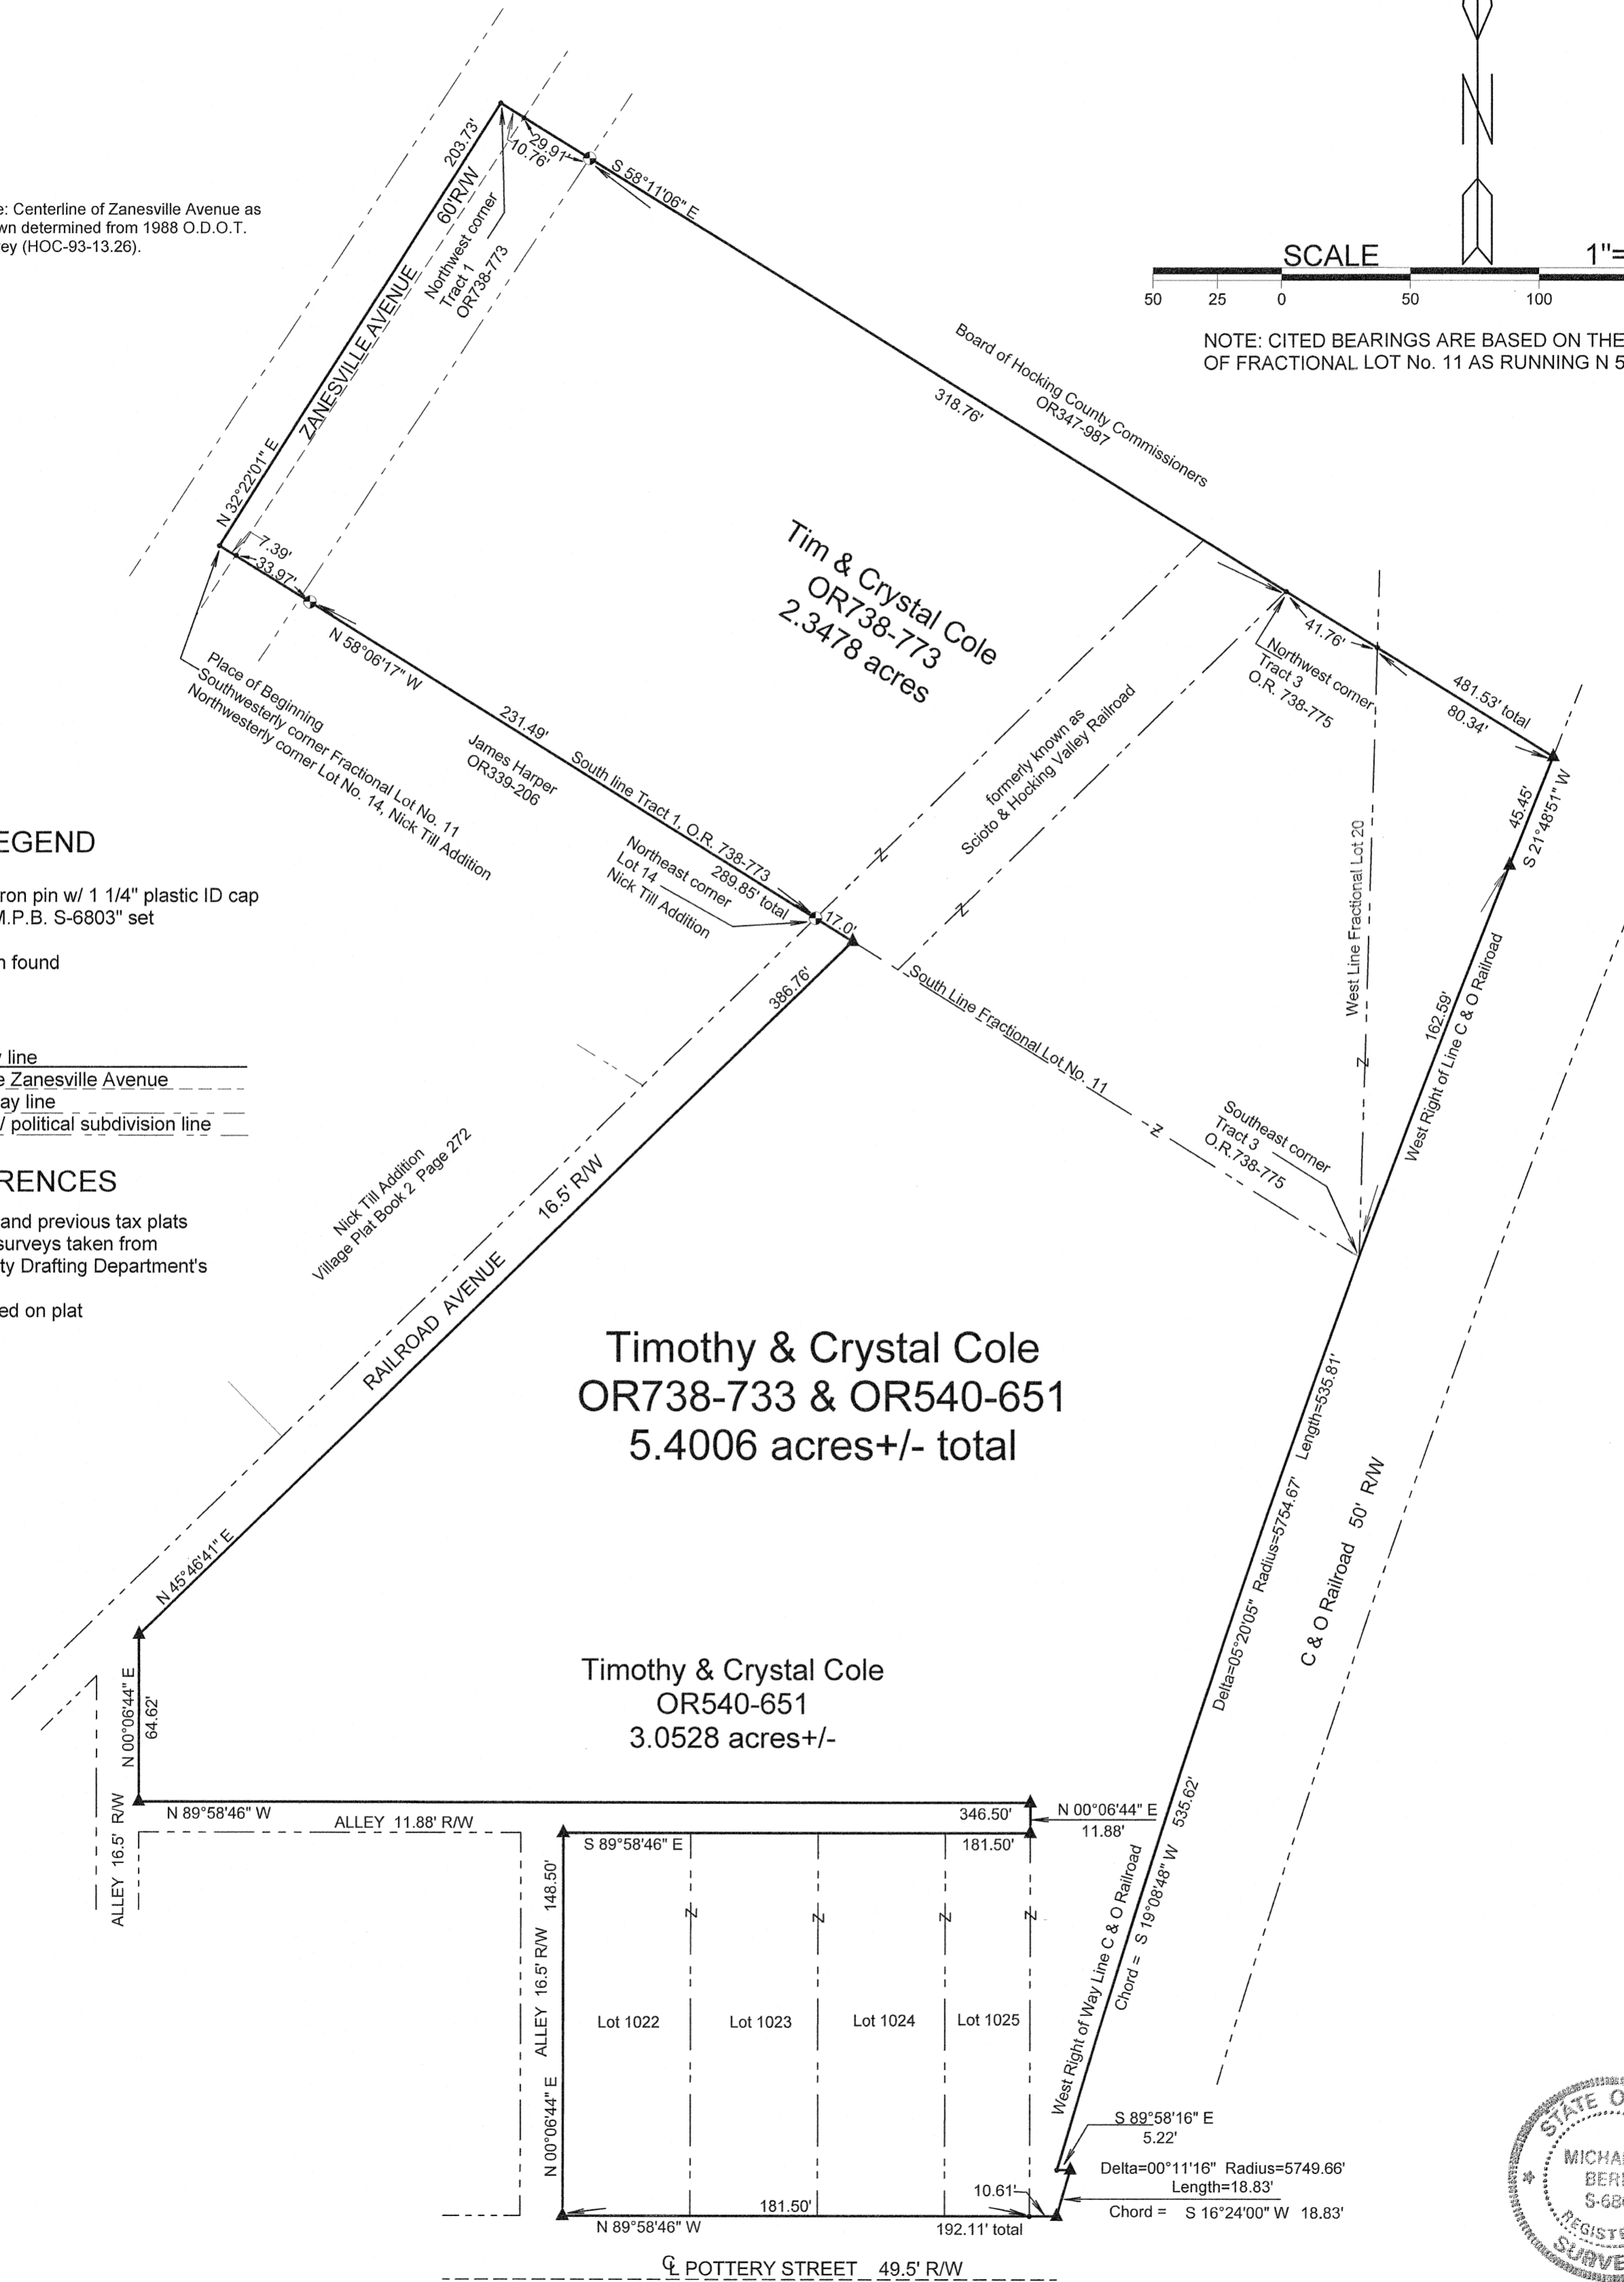 203.73'
29.91'
10.76'
60'R/W
S 58°11'06" E
Northwest corner
Tract 1
OR738-773
e: Centerline of Zanesville Avenue as
wn determined from 1988 O.D.O.T.
ey (HOC-93-13.26).
N
SCALE
1"=
50 25 0 50 100
NOTE: CITED BEARINGS ARE BASED ON THE
OF FRACTIONAL LOT No. 11 AS RUNNING N 5
ZANESVILLE AVENUE
N 32°22'01" E
Board of Hocking County Commissioners
OR347-987
318.76'
Tim & Crystal Cole
OR738-773
2.3478 acres
7.39'
33.97'
N 58°06'17" W
Place of Beginning
Southwesterly corner Fractional Lot No. 11
Northwesterly corner Lot No. 14, Nick Till Addition
231.49'
James Harper
OR339-206
South line Tract 1, O.R. 738-773
289.85' total
Northeast corner
Lot 14
Nick Till Addition
17.0'
formerly known as
Scioto & Hocking Valley Railroad
41.76'
Northwest corner
Tract 3
O.R. 738-775
481.53' total
80.34'
45.45'
S 21°48'51" W
West Line Fractional Lot 20
162.59'
West Right of Line C & O Railroad
EGEND
ron pin w/ 1 1/4" plastic ID cap
M.P.B. S-6803" set
n found
y line
e Zanesville Avenue
ay line
/ political subdivision line
RENCES
and previous tax plats
surveys taken from
ty Drafting Department's
ed on plat
386.76'
South Line Fractional Lot No. 11
Southeast corner
Tract 3
O.R.738-775
Nick Till Addition
Village Plat Book 2 Page 272
16.5' R/W
RAILROAD AVENUE
N 45°46'41" E
Timothy & Crystal Cole
OR738-733 & OR540-651
5.4006 acres+/- total
Delta=05°20'05" Radius=5754.67' Length=535.81'
C & O Railroad 50' R/W
Timothy & Crystal Cole
OR540-651
3.0528 acres+/-
N 00°06'44" E
64.62'
ALLEY 16.5' R/W
N 89°58'46" W
346.50'
ALLEY 11.88' R/W
N 00°06'44" E
11.88'
S 89°58'46" E
181.50'
148.50'
ALLEY 16.5' R/W
N 00°06'44" E
Lot 1022
Lot 1023
Lot 1024
Lot 1025
West Right of Way Line C & O Railroad
Chord = S 19°08'48" W 535.62'
S 89°58'16" E
5.22'
Delta=00°11'16" Radius=5749.66'
Length=18.83'
Chord = S 16°24'00" W 18.83'
10.61'
181.50'
N 89°58'46" W
192.11' total
℄ POTTERY STREET 49.5' R/W
STATE O
MICHA
BER
S-68
REGISTE
SURVE